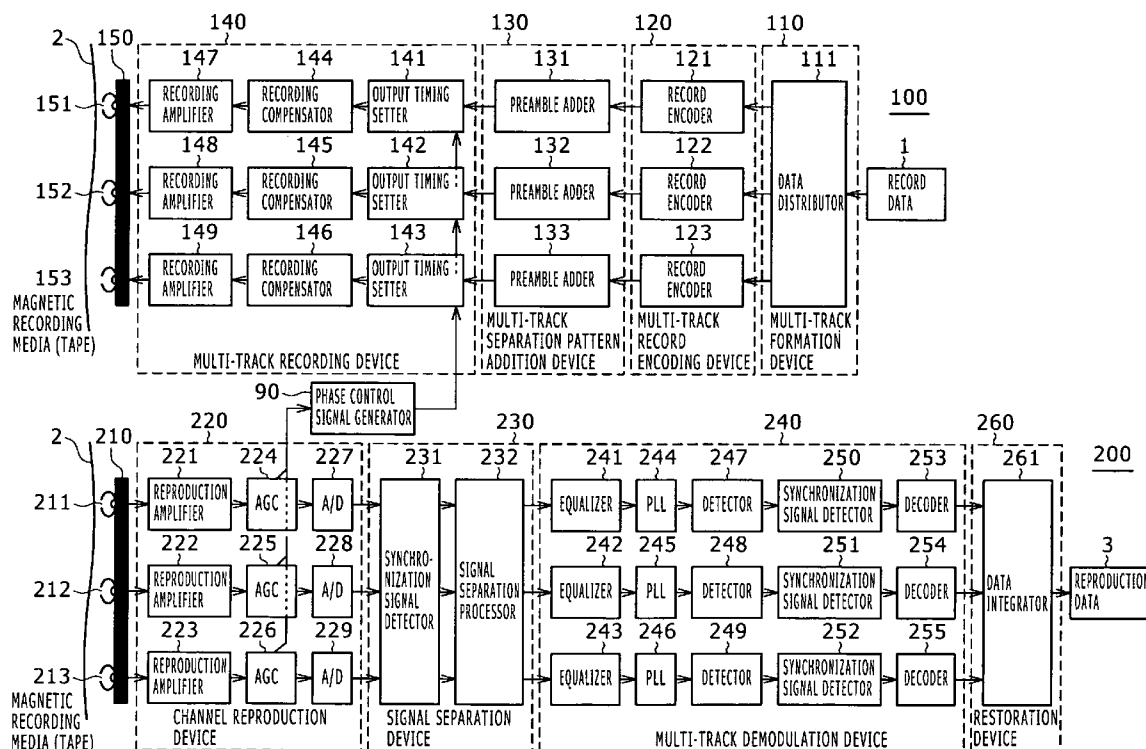 140
130
120
110
2
150
147
144
141
131
121
111
151
RECORDING AMPLIFIER
RECORDING COMPENSATOR
OUTPUT TIMING SETTER
PREAMBLE ADDER
RECORD ENCODER
100
148
145
142
132
122
1
152
RECORDING AMPLIFIER
RECORDING COMPENSATOR
OUTPUT TIMING SETTER
PREAMBLE ADDER
RECORD ENCODER
DATA DISTRIBUTOR
RECORD DATA
149
146
143
133
123
153
RECORDING AMPLIFIER
RECORDING COMPENSATOR
OUTPUT TIMING SETTER
PREAMBLE ADDER
RECORD ENCODER
MAGNETIC RECORDING MEDIA (TAPE)
MULTI-TRACK RECORDING DEVICE
MULTI-TRACK SEPARATION PATTERN ADDITION DEVICE
MULTI-TRACK RECORD ENCODING DEVICE
MULTI-TRACK FORMATION DEVICE
90
PHASE CONTROL SIGNAL GENERATOR
220
230
240
260
2
210
221
224
227
231
232
241
244
247
250
253
261
200
211
REPRODUCTION AMPLIFIER
AGC
A/D
EQUALIZER
PLL
DETECTOR
SYNCHRONIZATION SIGNAL DETECTOR
DECODER
222
225
228
242
245
248
251
254
3
212
REPRODUCTION AMPLIFIER
AGC
A/D
SYNCHRO-
NIZATION
SIGNAL
DETECTOR
SIGNAL SEPARATION PROCESSOR
EQUALIZER
PLL
DETECTOR
SYNCHRONIZATION SIGNAL DETECTOR
DECODER
DATA INTEGRATOR
REPRODUCTION DATA
223
226
229
243
246
249
252
255
213
REPRODUCTION AMPLIFIER
AGC
A/D
EQUALIZER
PLL
DETECTOR
SYNCHRONIZATION SIGNAL DETECTOR
DECODER
MAGNETIC RECORDING MEDIA (TAPE)
CHANNEL REPRODUCTION DEVICE
SIGNAL SEPARATION DEVICE
MULTI-TRACK DEMODULATION DEVICE
RESTORATION DEVICE